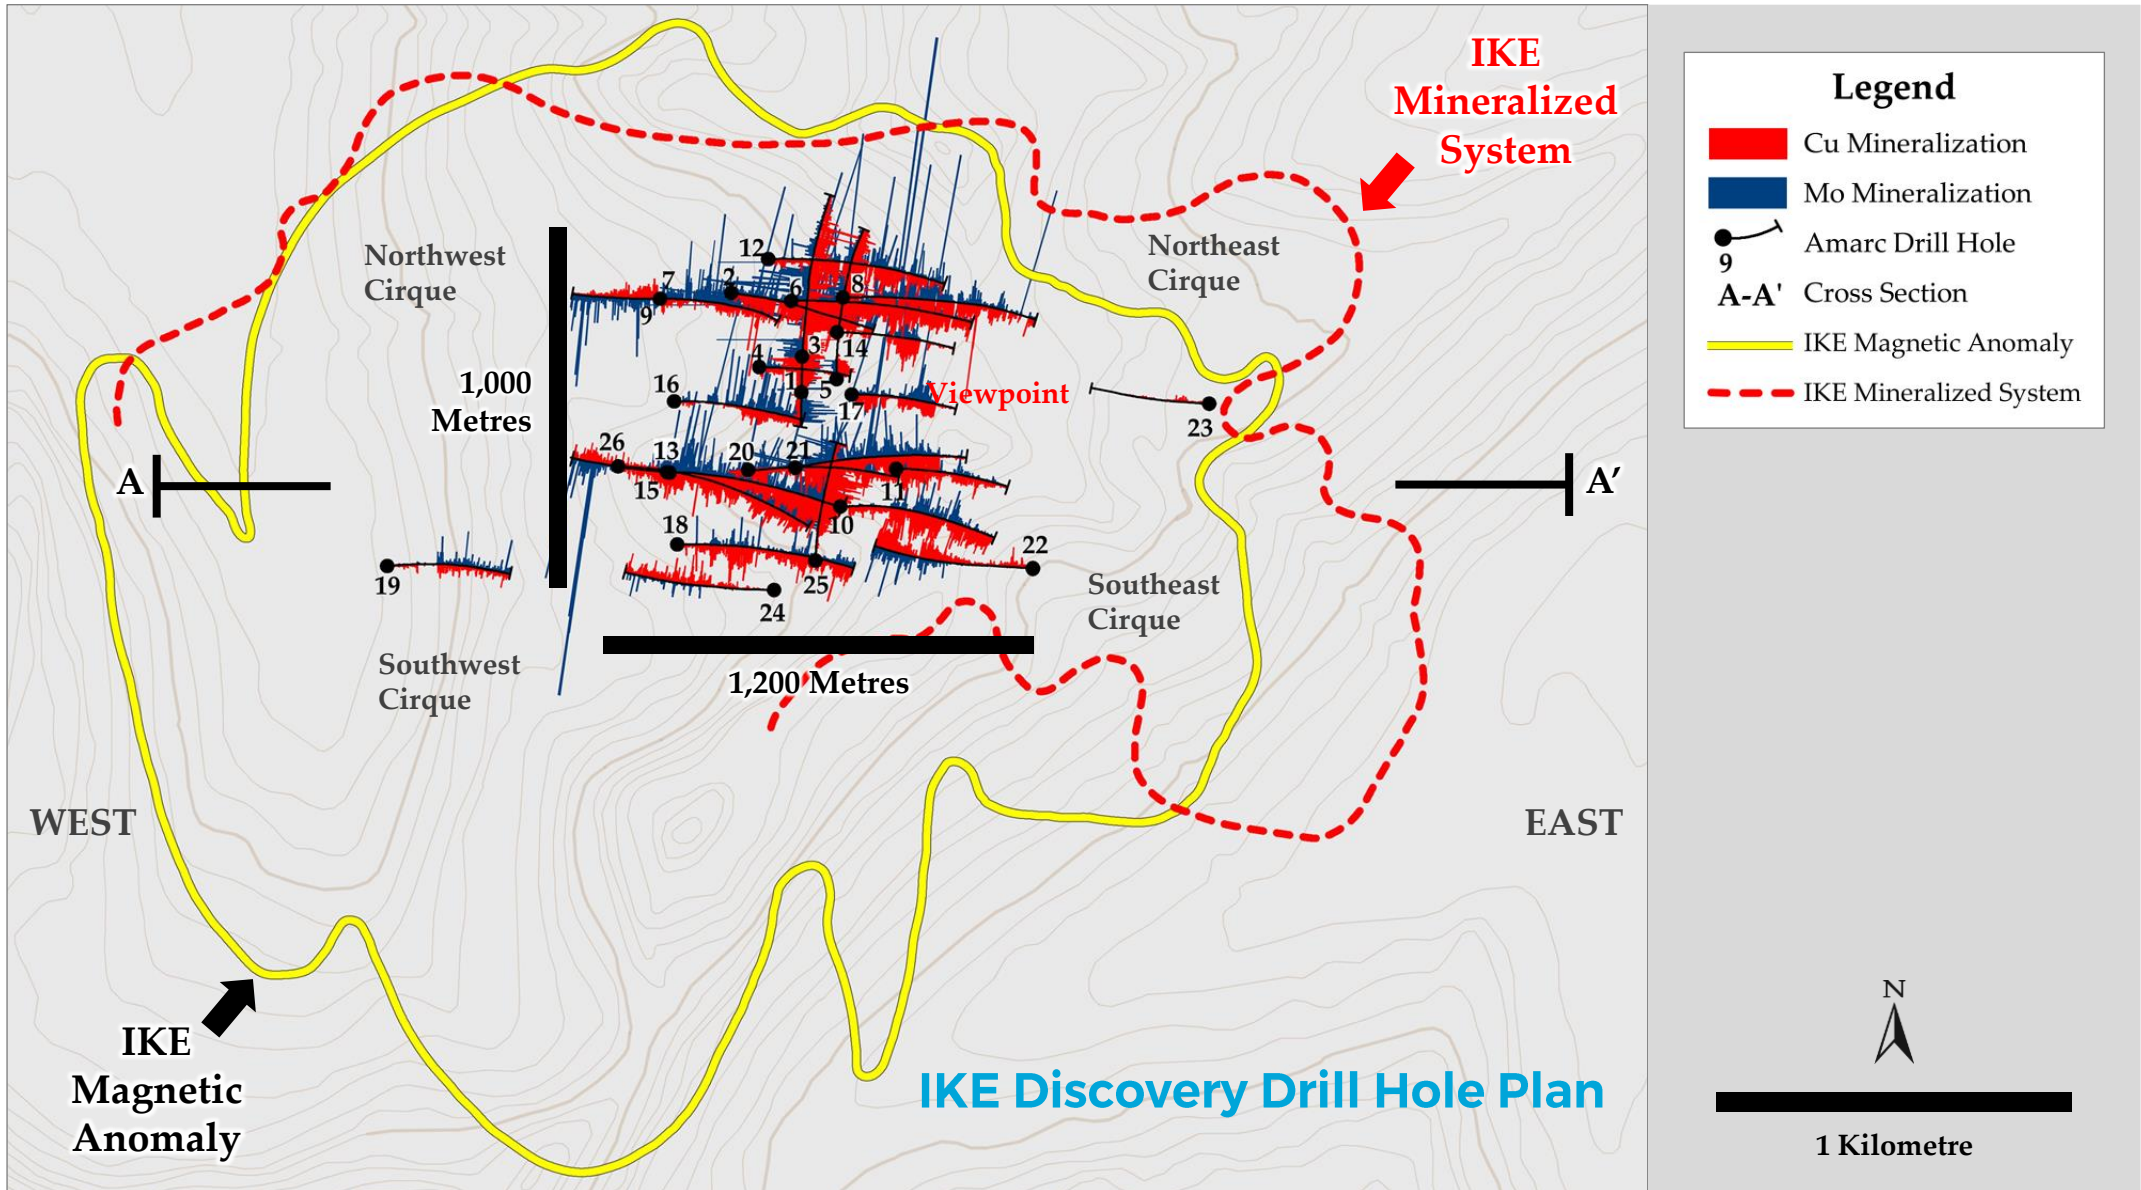 IKE
Mineralized
System
Legend
Cu Mineralization
Mo Mineralization
9
Amarc Drill Hole
A-A' Cross Section
IKE Magnetic Anomaly
IKE Mineralized System
Northwest
Cirque
Northeast
Cirque
12
7
2
6
8
9
3
14
4
1
5
16
17
Viewpoint
23
1,000
Metres
A
A’
26
13
20
21
15
11
10
18
22
19
25
24
Southeast
Cirque
Southwest
Cirque
1,200 Metres
WEST
EAST
IKE
Magnetic
Anomaly
IKE Discovery Drill Hole Plan
N
1 Kilometre